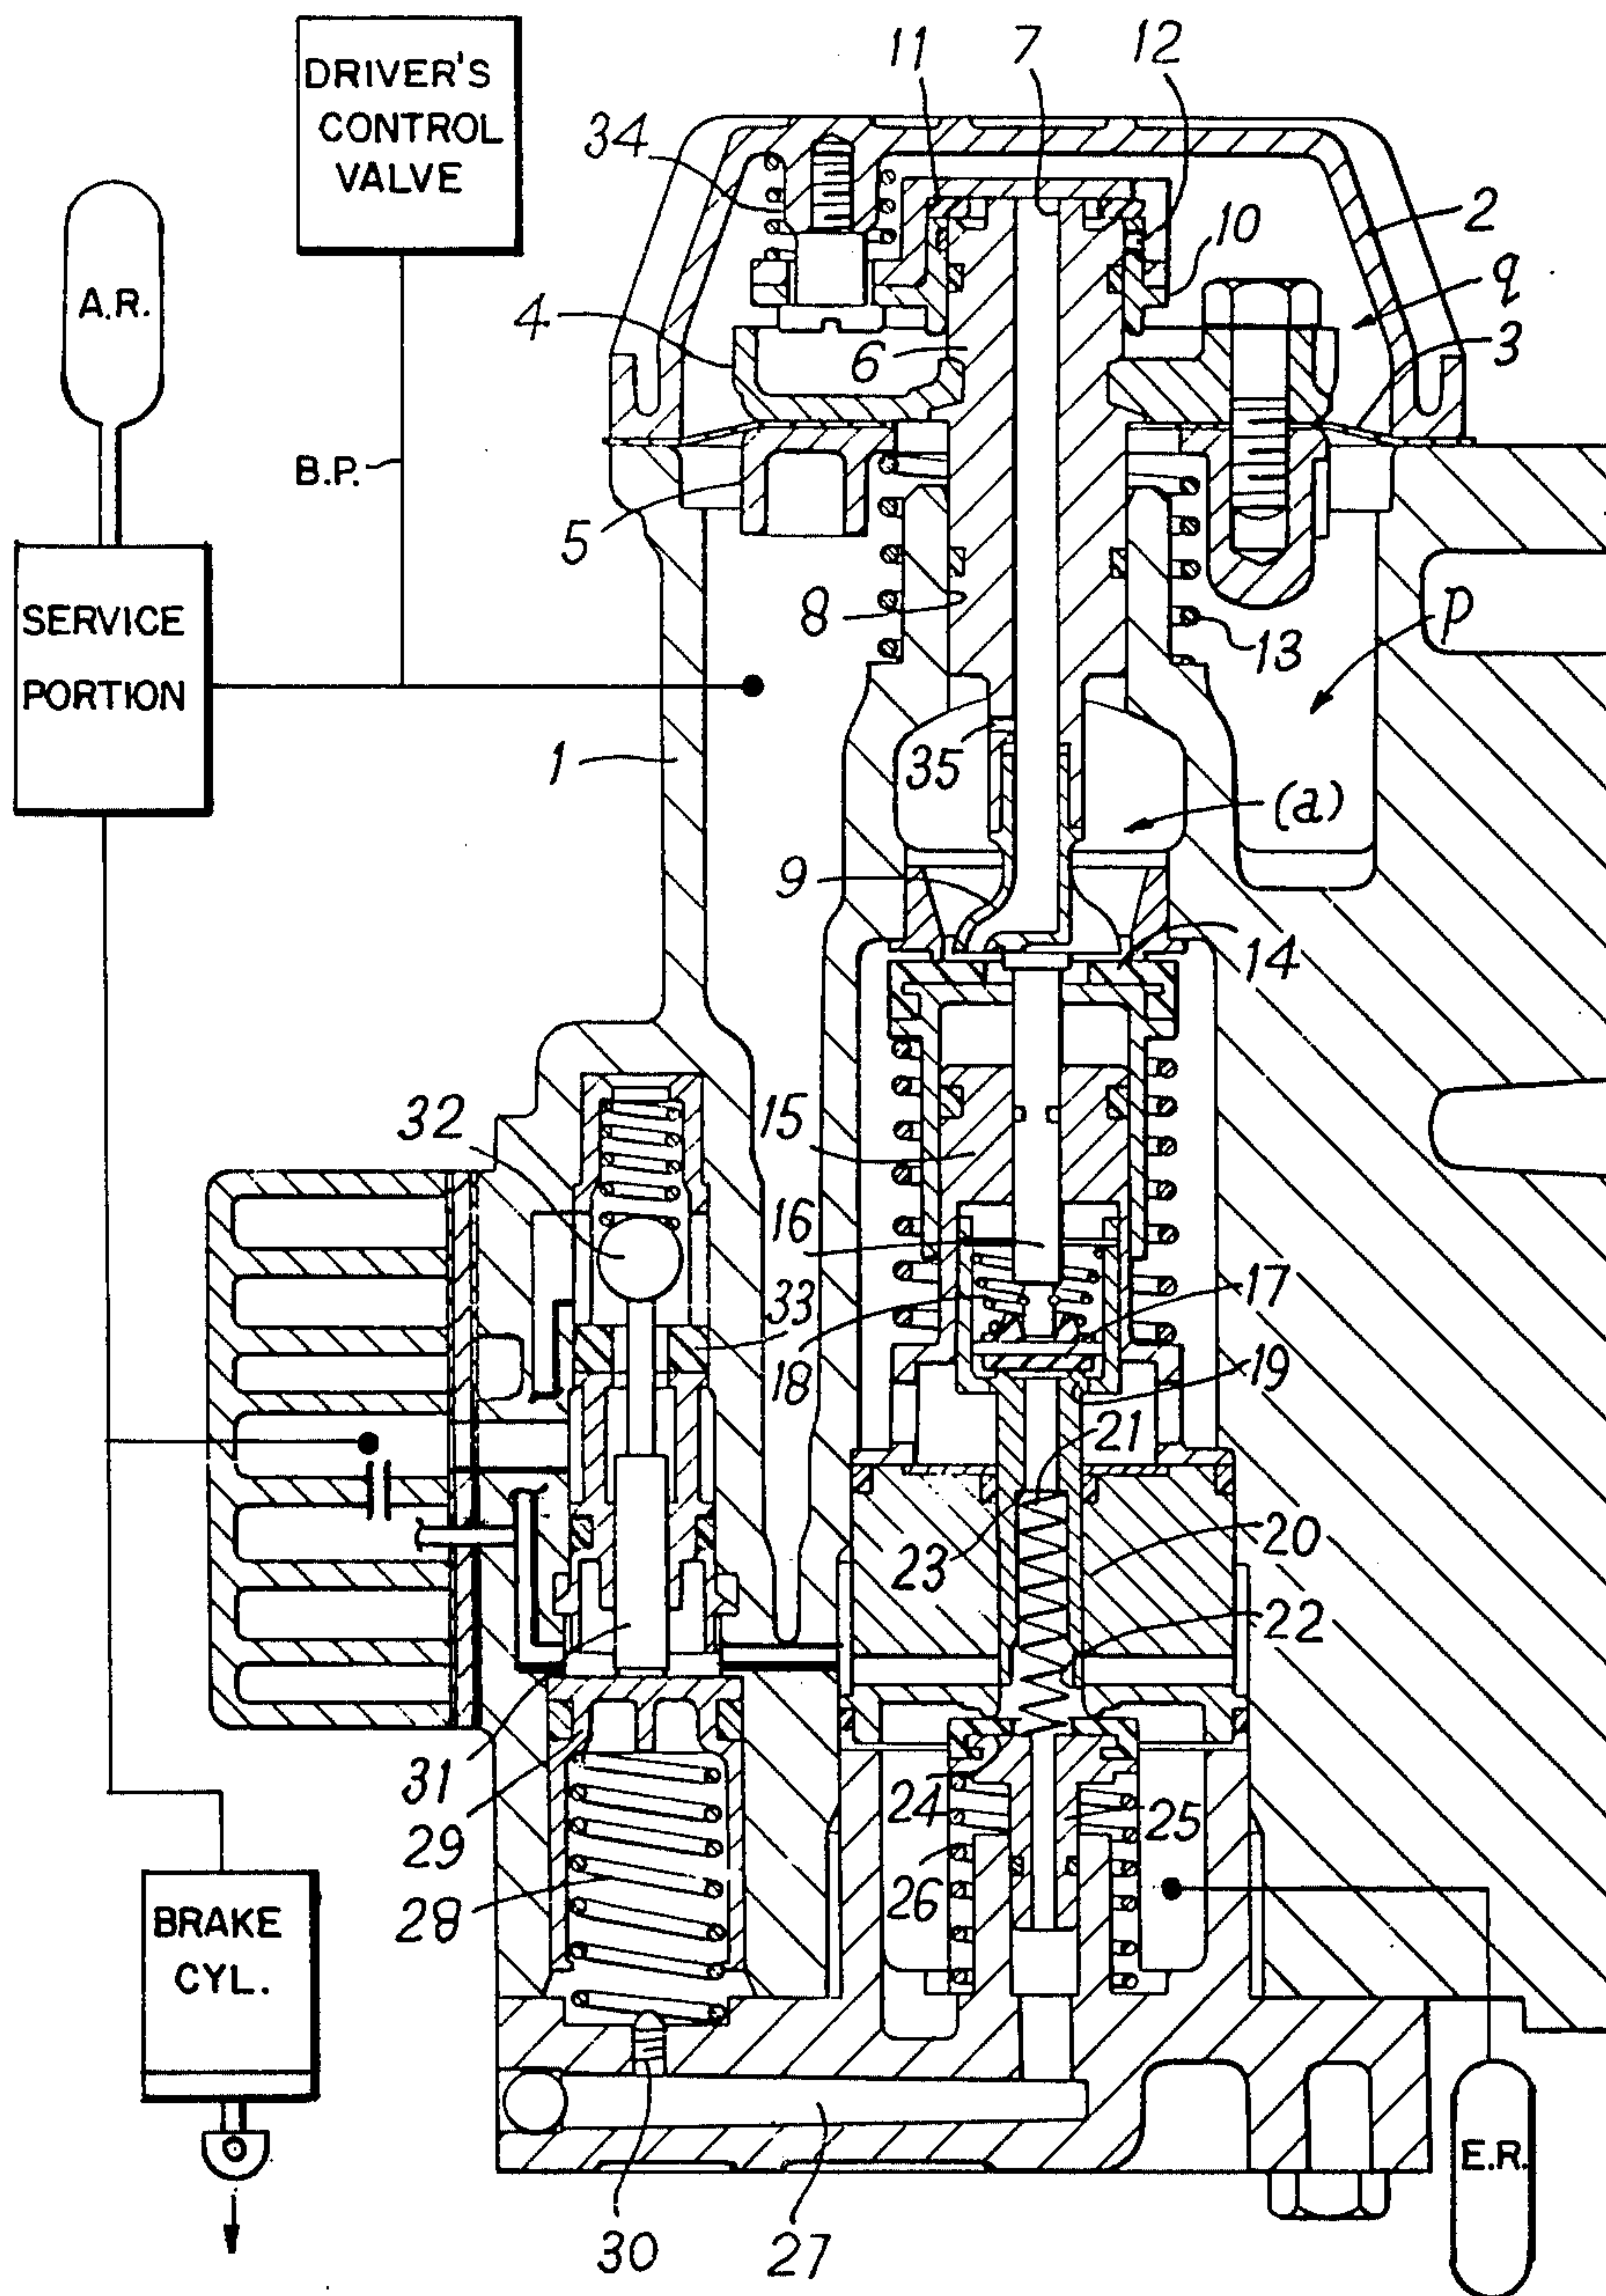 DRIVER'S
CONTROL
VALVE
11
7
12
34
2
10
q
A.R.
4
6
3
B.P.
5
8
13
p
SERVICE
PORTION
1
35
(a)
9
14
32
15
16
33
17
18
19
21
23
20
22
31
24
25
29
26
28
BRAKE
CYL.
E.R.
30
27